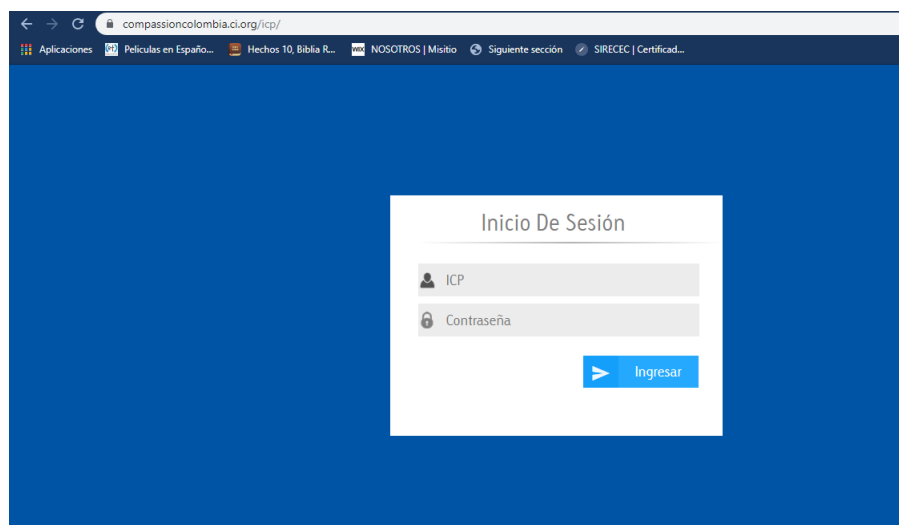 compassioncolombia.ci.org/icp/
Aplicaciones Peliculas en Españo... Hechos 10, Biblia R... WIX NOSOTROS | Misitio Siguiente sección SIRECEC | Certificad...
Inicio De Sesión
ICP
Contraseña
Ingresar